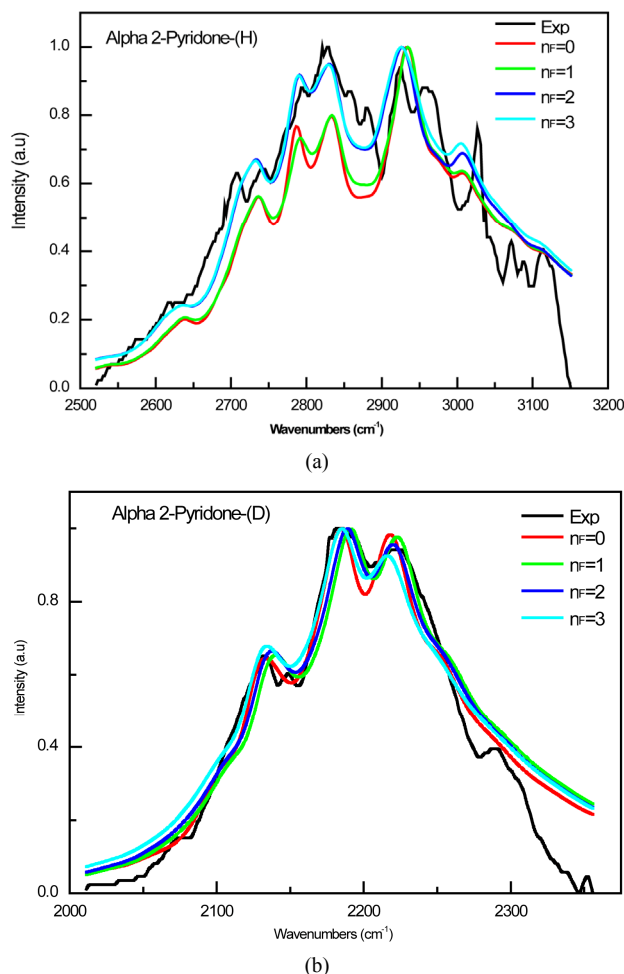 Alpha 2-Pyridone-(H)
Exp
nF=0
nF=1
nF=2
nF=3
Intensity (a.u)
1.0
0.8
0.6
0.4
0.2
0.0
2500 2600 2700 2800 2900 3000 3100 3200
Wavenumbers (cm-1)
(a)
Alpha 2-Pyridone-(D)
Exp
nF=0
nF=1
nF=2
nF=3
Intensity (a.u)
0.8
0.4
0.0
2000 2100 2200 2300
Wavenumbers (cm-1)
(b)